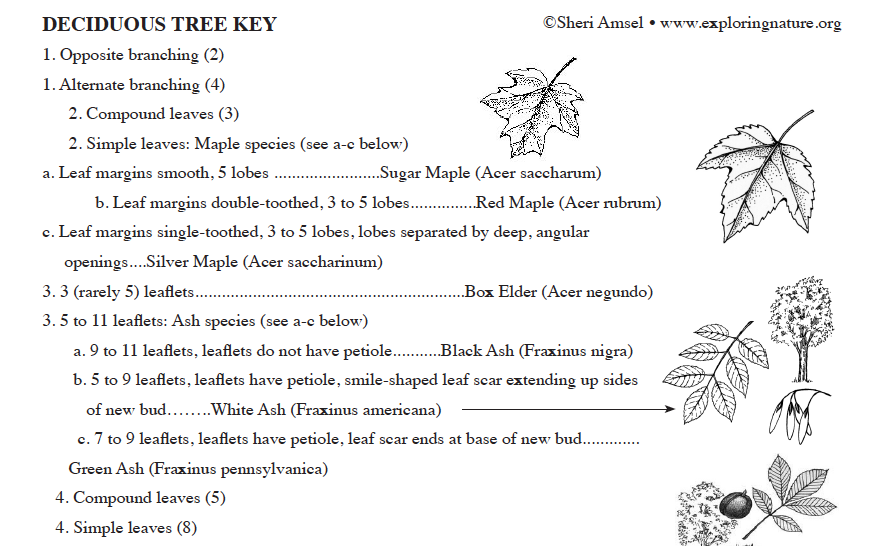 DECIDUOUS TREE KEY
©Sheri Amsel • www.exploringnature.org
1. Opposite branching (2)
1. Alternate branching (4)
2. Compound leaves (3)
2. Simple leaves: Maple species (see a-c below)
a. Leaf margins smooth, 5 lobes .......................Sugar Maple (Acer saccharum)
b. Leaf margins double-toothed, 3 to 5 lobes..............Red Maple (Acer rubrum)
c. Leaf margins single-toothed, 3 to 5 lobes, lobes separated by deep, angular
openings....Silver Maple (Acer saccharinum)
3. 3 (rarely 5) leaflets............................................................Box Elder (Acer negundo)
3. 5 to 11 leaflets: Ash species (see a-c below)
a. 9 to 11 leaflets, leaflets do not have petiole..........Black Ash (Fraxinus nigra)
b. 5 to 9 leaflets, leaflets have petiole, smile-shaped leaf scar extending up sides
of new bud……..White Ash (Fraxinus americana)
c. 7 to 9 leaflets, leaflets have petiole, leaf scar ends at base of new bud.............
Green Ash (Fraxinus pennsylvanica)
4. Compound leaves (5)
4. Simple leaves (8)